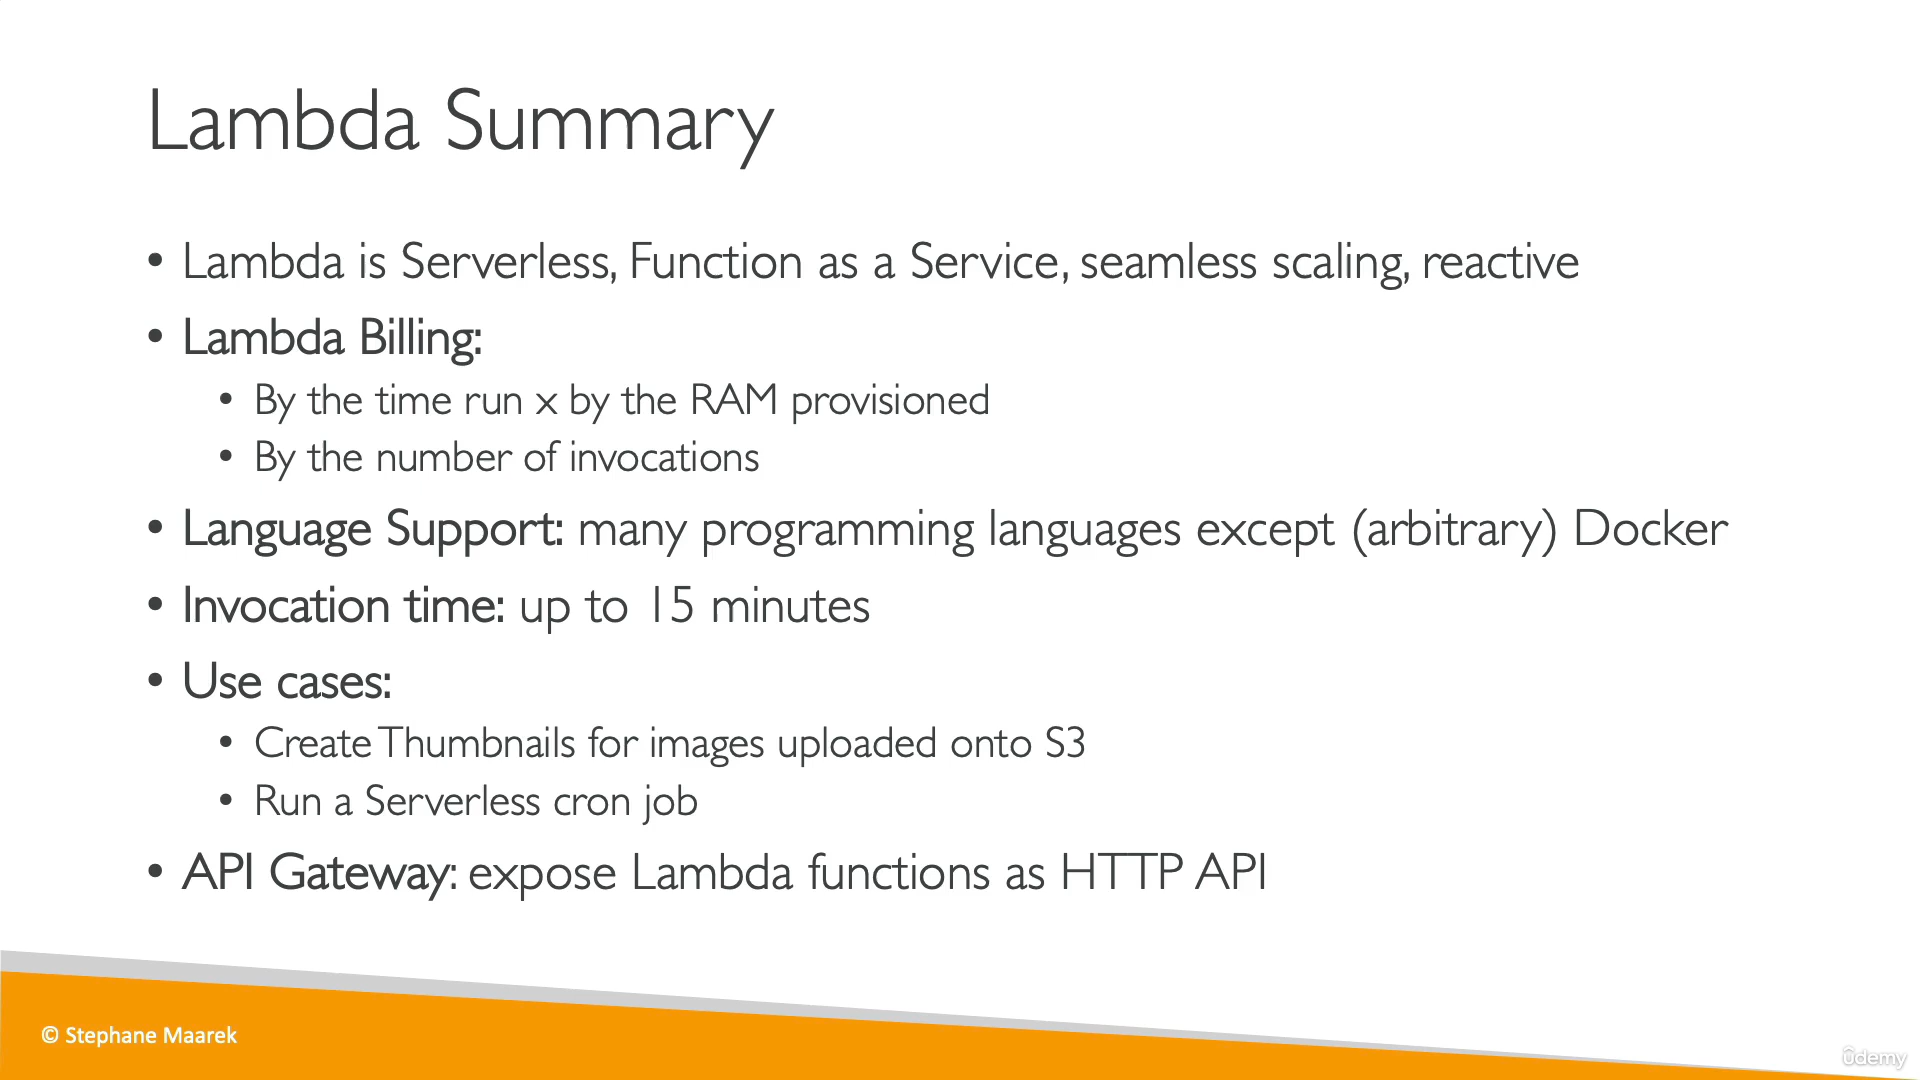 Lambda Summary
• Lambda is Serverless, Function as a Service, seamless scaling, reactive
• Lambda Billing:
• By the time run x by the RAM provisioned
• By the number of invocations
• Language Support: many programming languages except (arbitrary) Docker
• Invocation time: up to 15 minutes
• Use cases:
• Create Thumbnails for images uploaded onto S3
• Run a Serverless cron job
• API Gateway: expose Lambda functions as HTTP API
© Stephane Maarek
ûdemy